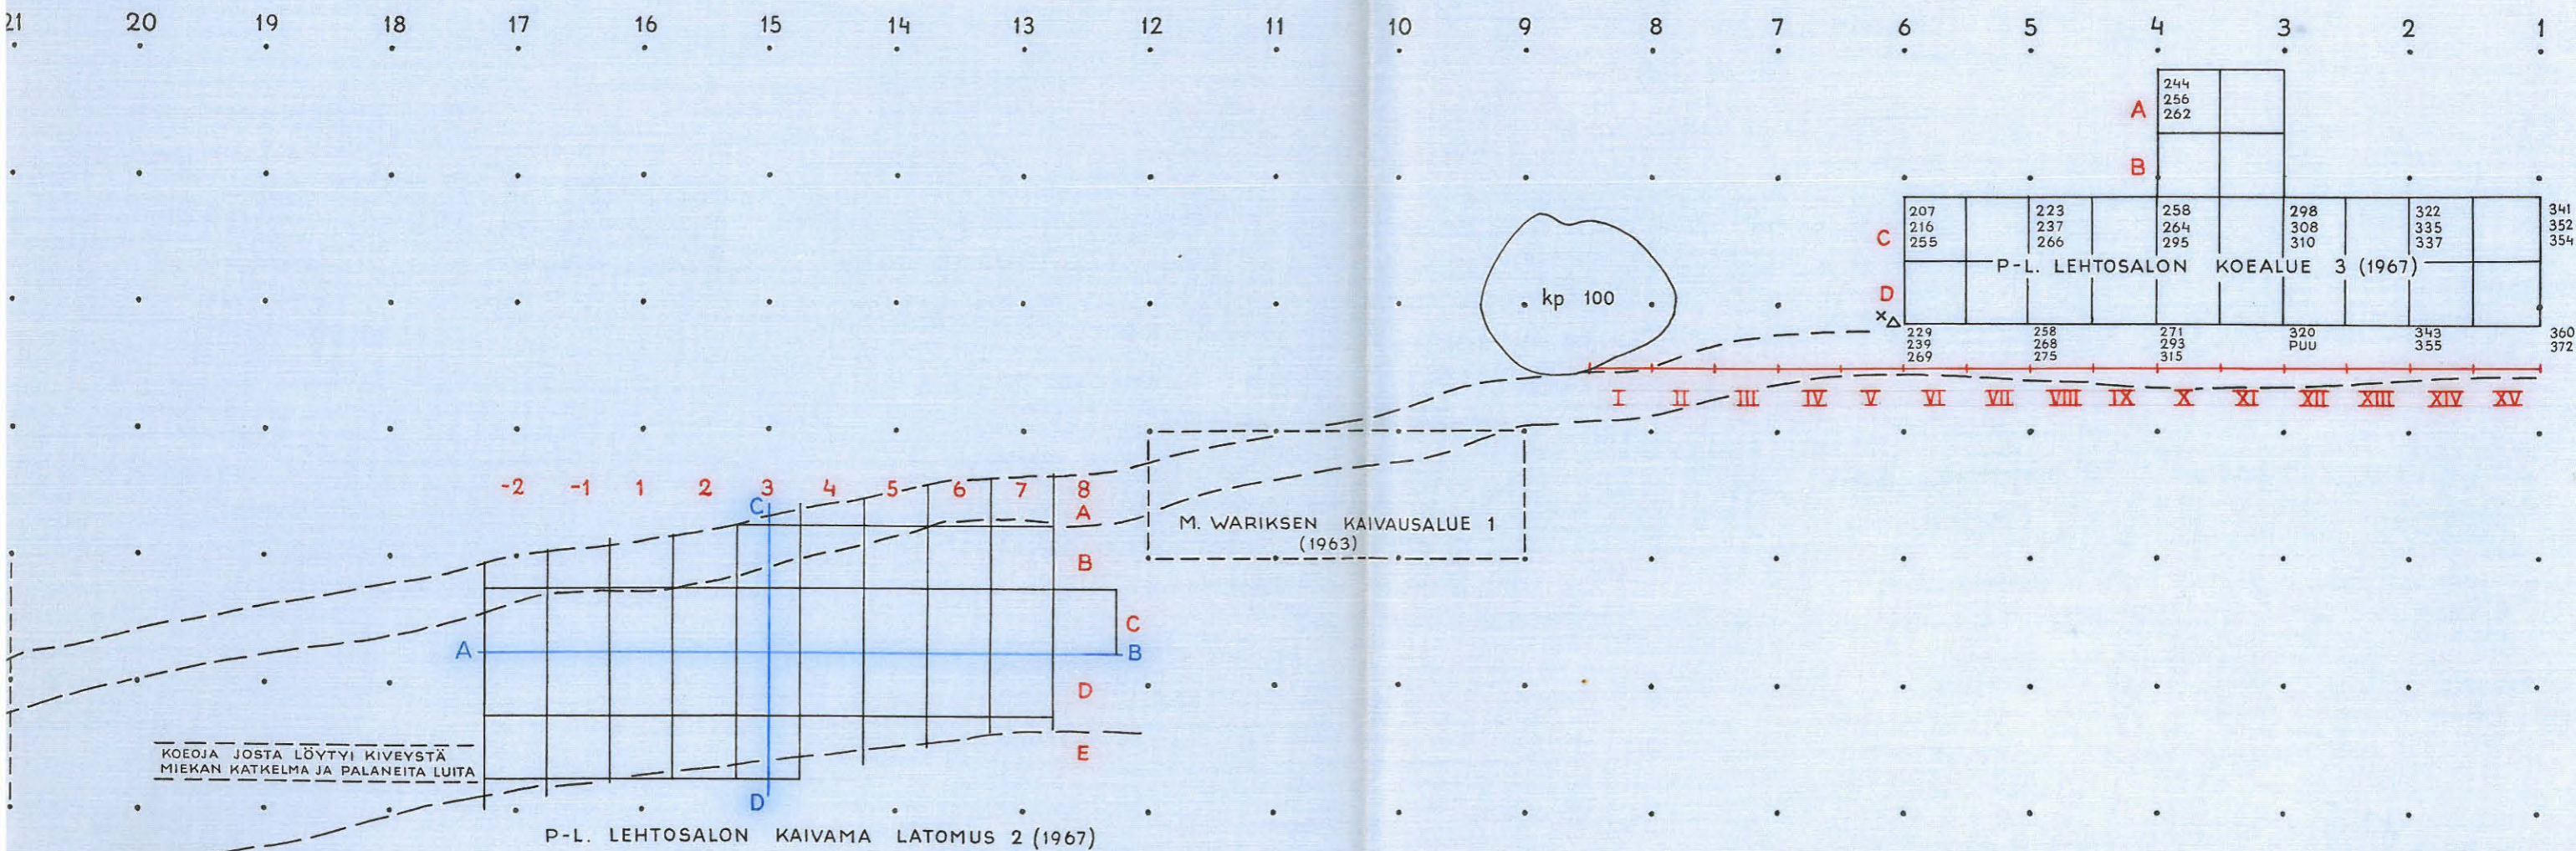 21 20 19 18 17 16 15 14 13 12 11 10 9 8 7 6 5 4 3 2 1
A
244
256
262
B
C
207
216
255
223
237
266
258
264
295
298
308
310
322
335
337
341
352
354
P-L. LEHTOSALON KOEALUE 3 (1967)
D
x
229
239
269
258
268
275
271
293
315
320
PUU
343
355
360
372
kp 100
I II III IV V VI VII VIII IX X XI XII XIII XIV XV
-2 -1 1 2 3 4 5 6 7 8
C
A
M. WARIKSEN KAIVAUSALUE 1
(1963)
B
C
A
B
D
E
KOEOJA JOSTA LÖYTYI KIVEYSTÄ
MIEKAN KATKELMA JA PALANEITA LUITA
D
P-L. LEHTOSALON KAIVAMA LATOMUS 2 (1967)